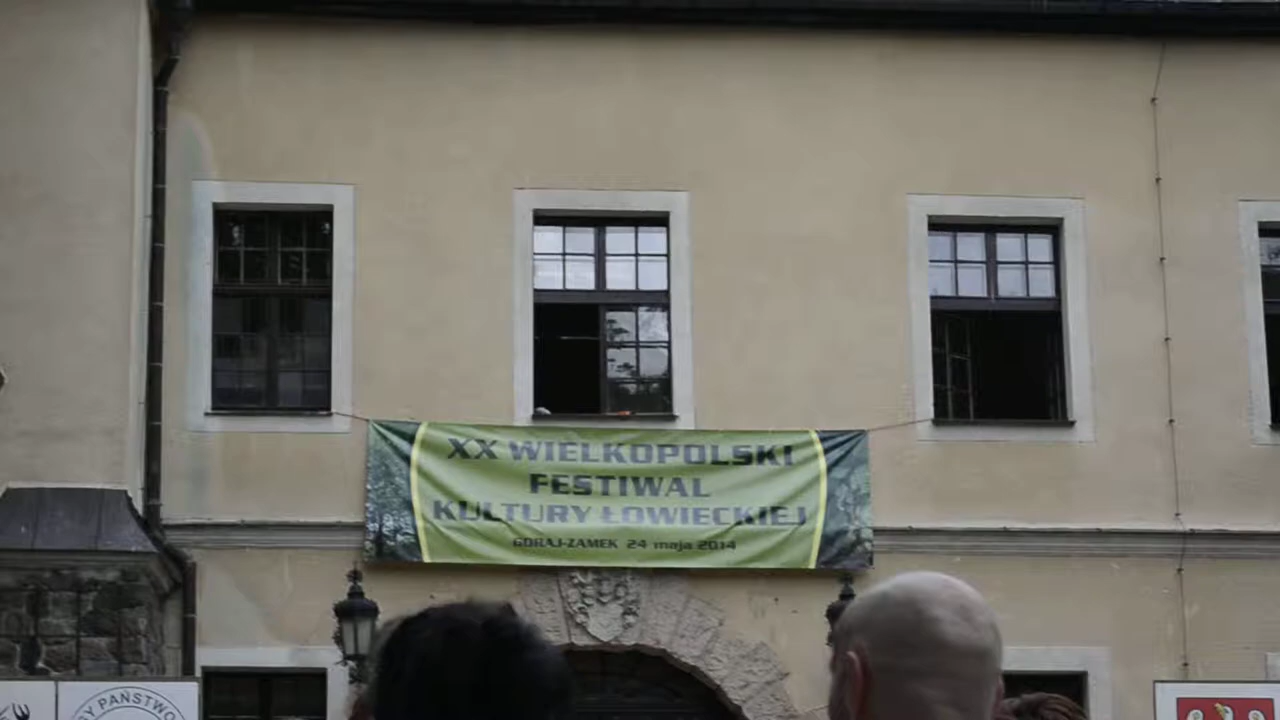 XX WIELKOPOLSKI
FESTIWAL
KULTURY ŁOWIECKIEJ
GORAJ-ZAMEK 24 maja 2014